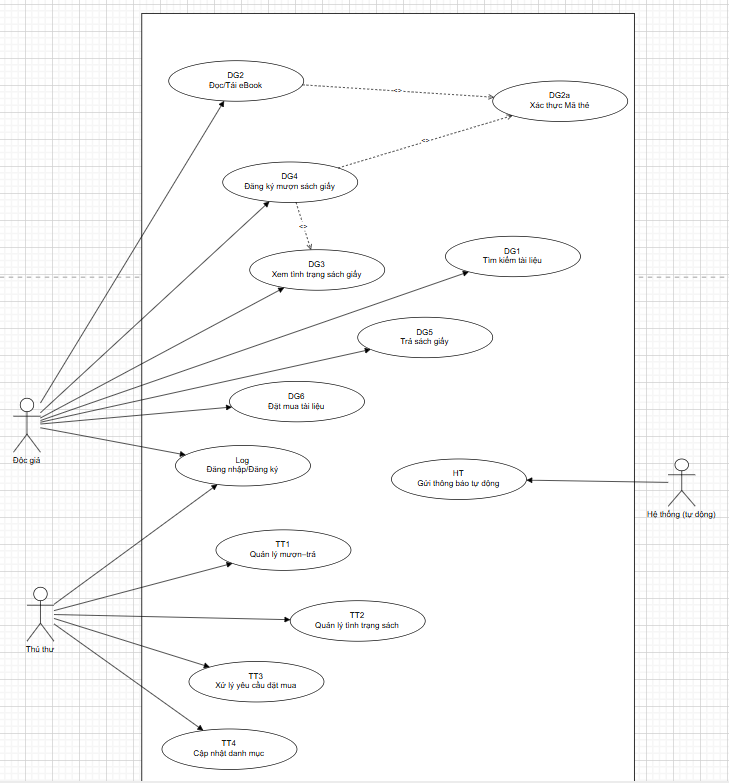 DG2
Đọc/Tải eBook
<>
DG2a
Xác thực Mã thẻ
<>
DG4
Đăng ký mượn sách giấy
<>
DG3
Xem tình trạng sách giấy
DG1
Tìm kiếm tài liệu
DG5
Trả sách giấy
DG6
Đặt mua tài liệu
Độc giả
Log
Đăng nhập/Đăng ký
HT
Gửi thông báo tự động
Hệ thống (tự động)
TT1
Quản lý mượn–trả
TT2
Quản lý tình trạng sách
Thủ thư
TT3
Xử lý yêu cầu đặt mua
TT4
Cập nhật danh mục